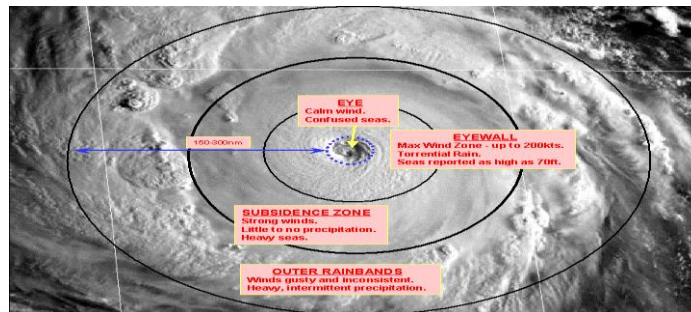 EYE
Calm wind.
Confused seas.
EYEWALL
Max Wind Zone - up to 200kts.
Torrential Rain.
Seas reported as high as 70ft.
150-300nm
SUBSIDENCE ZONE
Strong winds.
Little to no precipitation.
Heavy seas.
OUTER RAINBANDS
Winds gusty and inconsistent.
Heavy, intermittent precipitation.